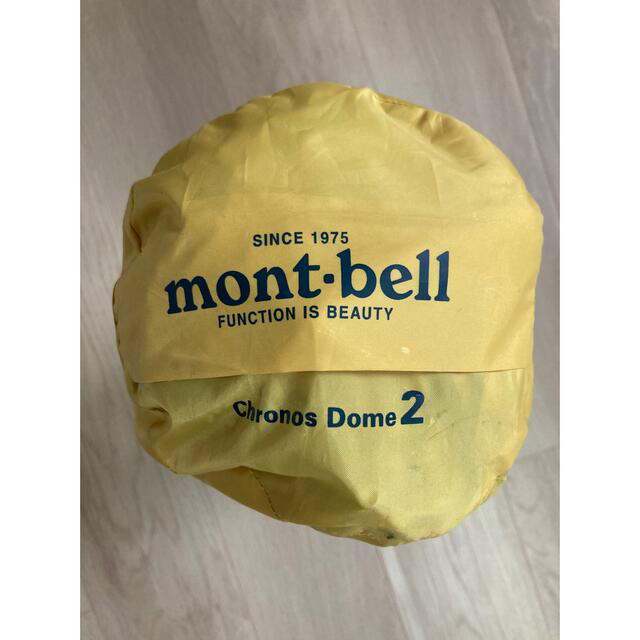 SINCE 1975
mont-bell
FUNCTION IS BEAUTY
Chronos Dome 2